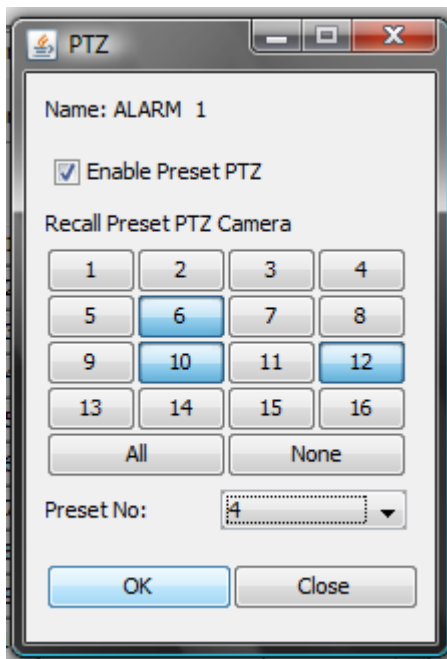 PTZ
Name: ALARM 1
Enable Preset PTZ
Recall Preset PTZ Camera
1 2 3 4
5 6 7 8
9 10 11 12
13 14 15 16
All None
Preset No: 4
OK Close